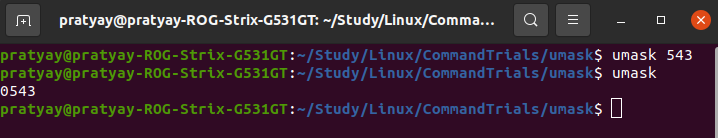 pratyay@pratyay-ROG-Strix-G531GT: ~/Study/Linux/Comma...
pratyay@pratyay-ROG-Strix-G531GT:~/Study/Linux/CommandTrials/umask$ umask 543
pratyay@pratyay-ROG-Strix-G531GT:~/Study/Linux/CommandTrials/umask$ umask
0543
pratyay@pratyay-ROG-Strix-G531GT:~/Study/Linux/CommandTrials/umask$